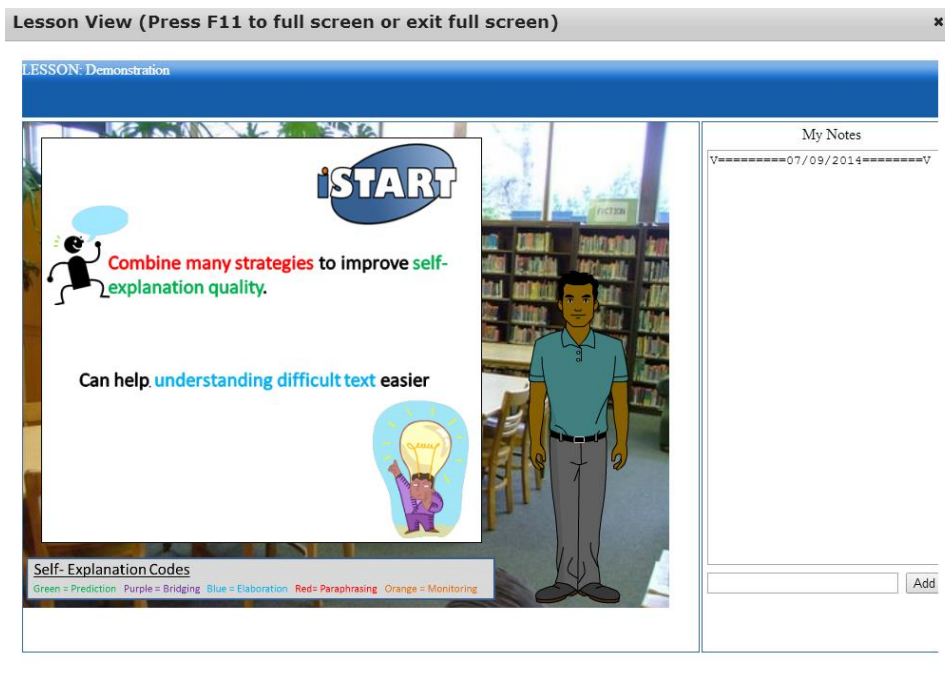 Lesson View (Press F11 to full screen or exit full screen)
LESSON: Demonstration
My Notes
V=========07/09/2014========V
iSTART
FICTION
Combine many strategies to improve self-
explanation quality.
Can help. understanding difficult text easier
Self- Explanation Codes
Green = Prediction Purple = Bridging Blue = Elaboration Red= Paraphrasing Orange = Monitoring
Add